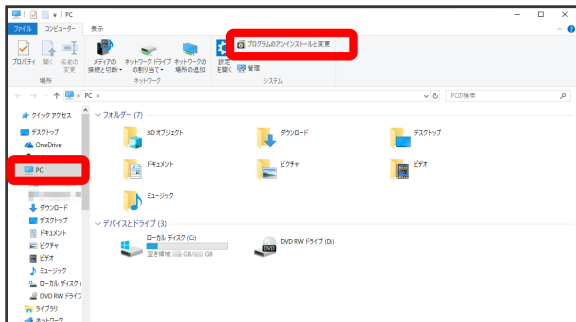 PC
ファイル コンピューター 表示
プロパティ 開く 名前の変更 メディアの接続と切断 ネットワーク ドライブの割り当て ネットワークの場所の追加 設定を開く プログラムのアンインストールと変更
管理
場所 ネットワーク システム
PC PCの検索
クイック アクセス
デスクトップ
OneDrive
PC
ダウンロード
デスクトップ
ドキュメント
ピクチャ
ビデオ
ミュージック
ローカル ディスク (
DVD RW ドライブ
ライブラリ
ネットワーク
フォルダー (7)
3D オブジェクト ダウンロード デスクトップ
ドキュメント ピクチャ ビデオ
ミュージック
デバイスとドライブ (3)
ローカル ディスク (C:) DVD RW ドライブ (D:)
空き領域 GB/ GB
DVD